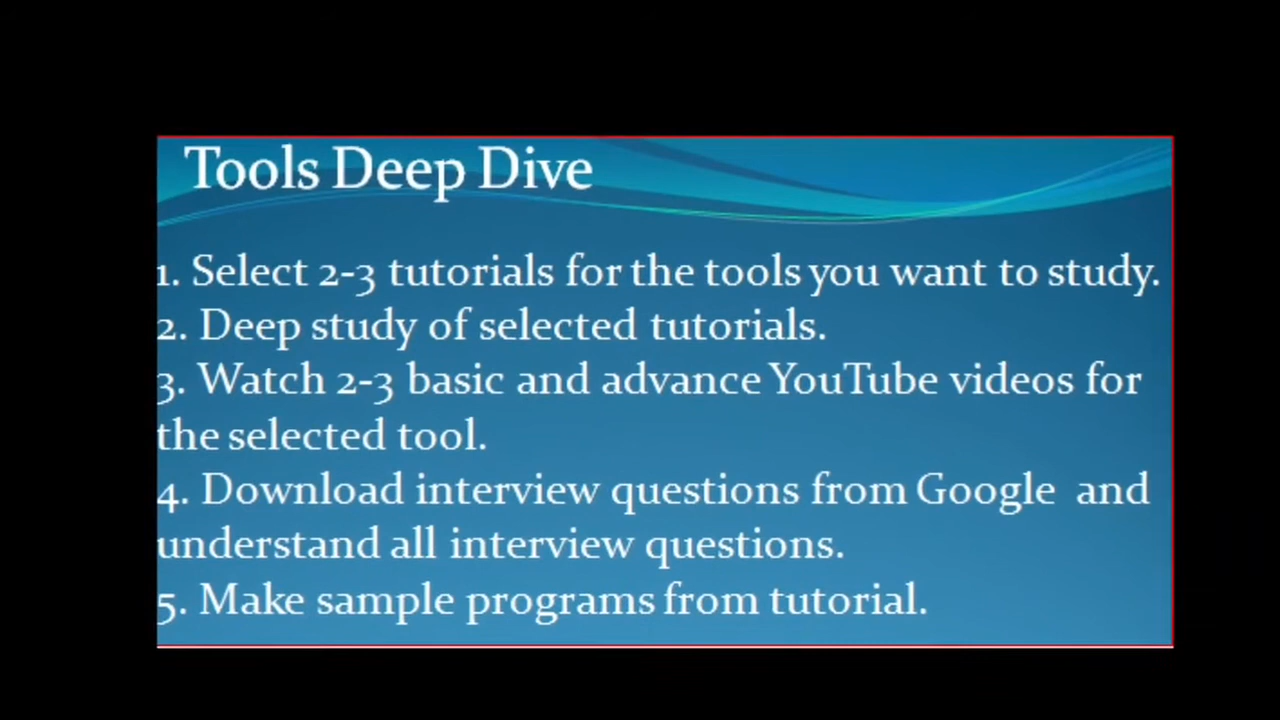 Tools Deep Dive
1. Select 2-3 tutorials for the tools you want to study.
2. Deep study of selected tutorials.
3. Watch 2-3 basic and advance YouTube videos for
the selected tool.
4. Download interview questions from Google and
understand all interview questions.
5. Make sample programs from tutorial.